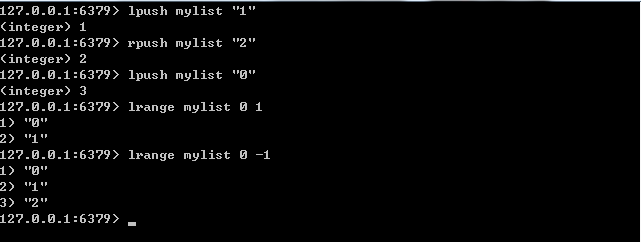 127.0.0.1:6379> lpush mylist "1"
(integer) 1
127.0.0.1:6379> rpush mylist "2"
(integer) 2
127.0.0.1:6379> lpush mylist "0"
(integer) 3
127.0.0.1:6379> lrange mylist 0 1
1) "0"
2) "1"
127.0.0.1:6379> lrange mylist 0 -1
1) "0"
2) "1"
3) "2"
127.0.0.1:6379> _